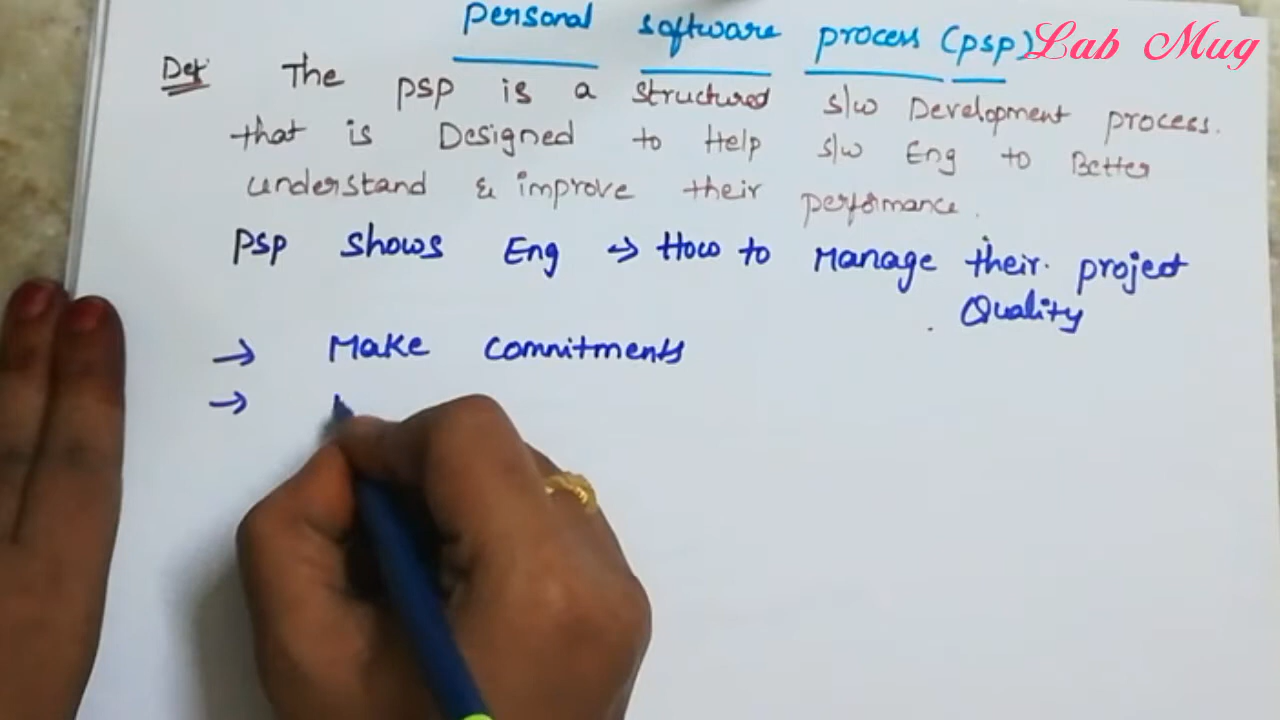 Personal software process (psp)
Lab Mug
Def The psp is a structured s/w Development process.
that is Designed to Help s/w Eng to Better
understand & improve their performance.
psp shows Eng → How to Manage their project
Quality
→ Make commitments
→